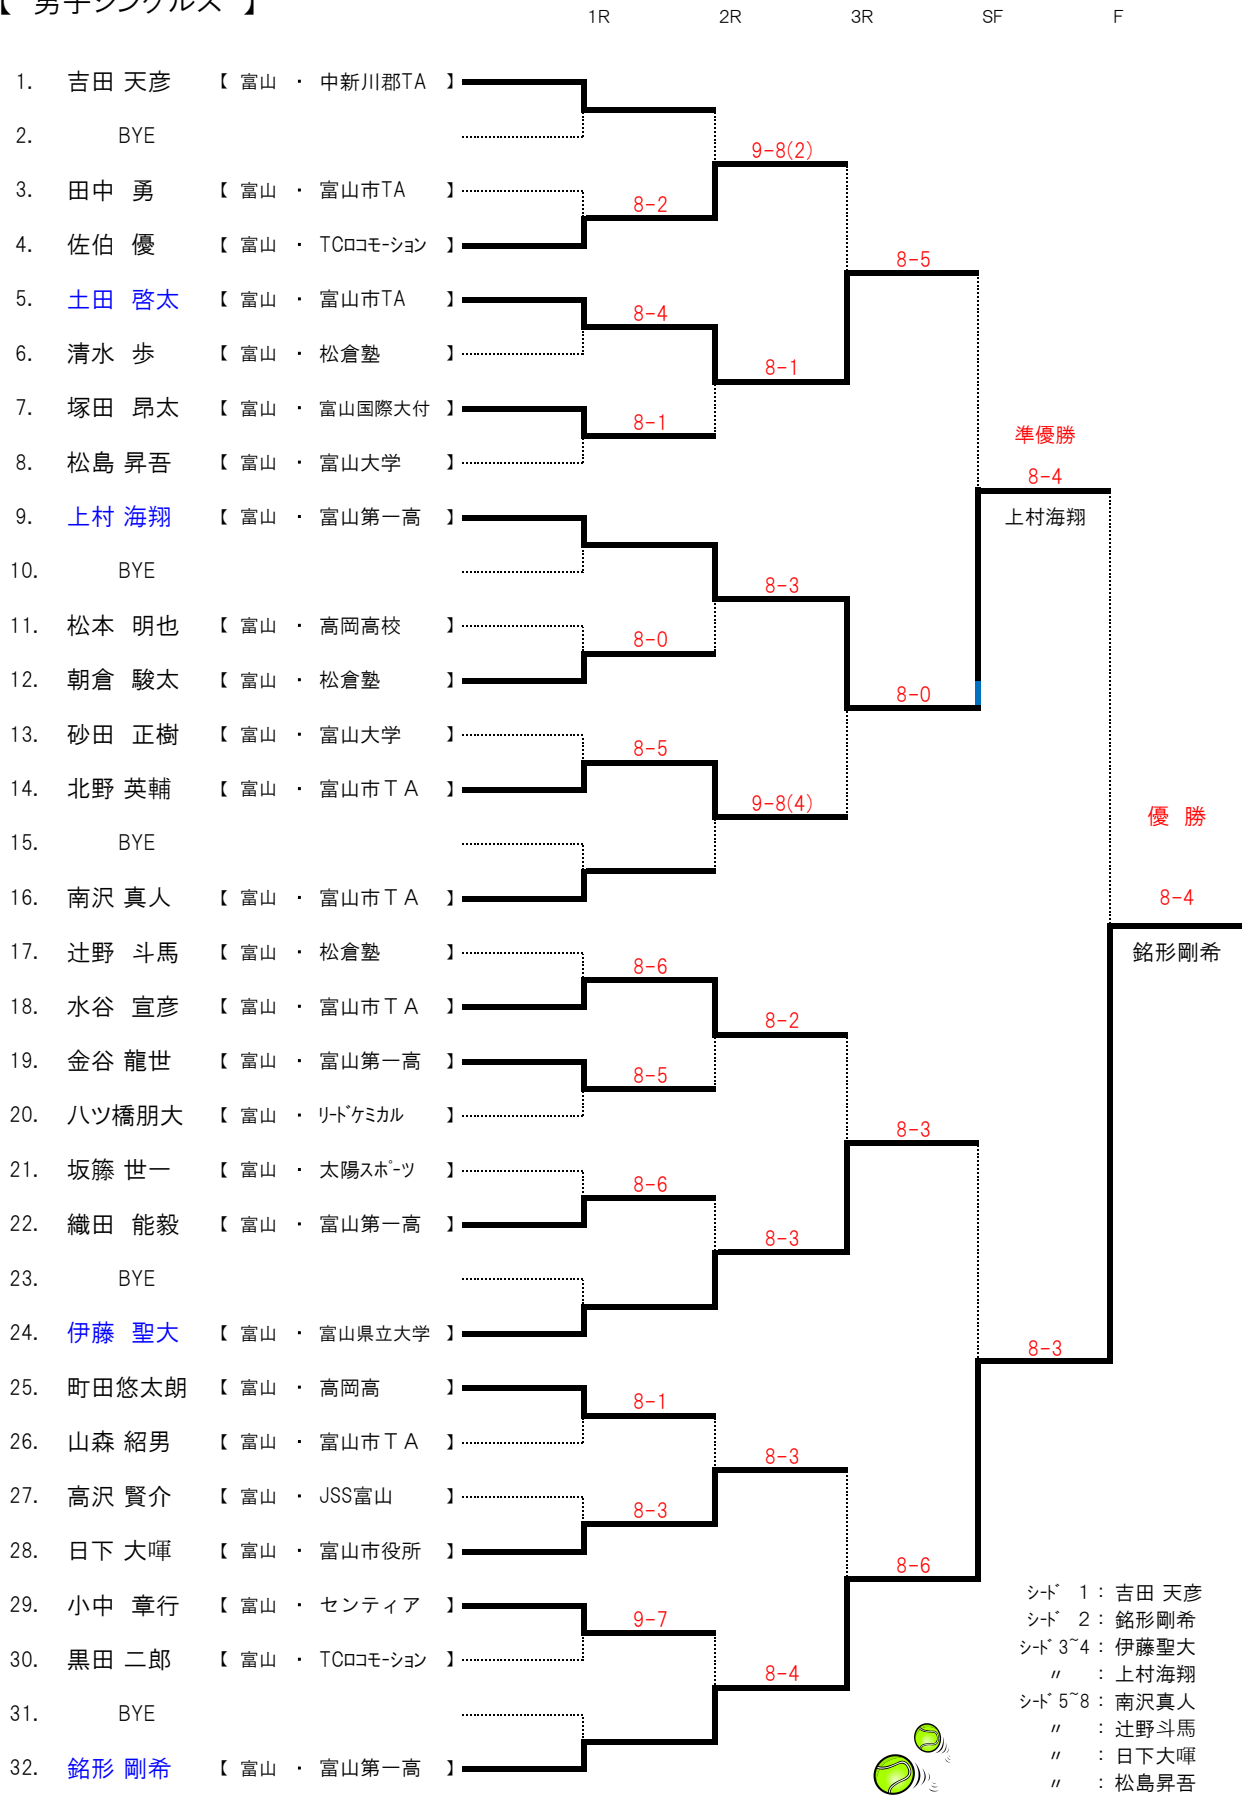 【 男子シングルス 】
1R 2R 3R SF F
1. 吉田 天彦 【 富山 ・ 中新川郡TA 】
2. BYE
9-8(2)
3. 田中 勇 【 富山 ・ 富山市TA 】
8-2
4. 佐伯 優 【 富山 ・ TCロコモーション 】
8-5
5. 土田 啓太 【 富山 ・ 富山市TA 】
8-4
6. 清水 歩 【 富山 ・ 松倉塾 】
8-1
7. 塚田 昂太 【 富山 ・ 富山国際大付 】
8-1
準優勝
8. 松島 昇吾 【 富山 ・ 富山大学 】
8-4
9. 上村 海翔 【 富山 ・ 富山第一高 】
上村海翔
10. BYE
8-3
11. 松本 明也 【 富山 ・ 高岡高校 】
8-0
12. 朝倉 駿太 【 富山 ・ 松倉塾 】
8-0
13. 砂田 正樹 【 富山 ・ 富山大学 】
8-5
14. 北野 英輔 【 富山 ・ 富山市TA 】
9-8(4)
優 勝
15. BYE
16. 南沢 真人 【 富山 ・ 富山市TA 】
8-4
17. 辻野 斗馬 【 富山 ・ 松倉塾 】
銘形剛希
8-6
18. 水谷 宣彦 【 富山 ・ 富山市TA 】
8-2
19. 金谷 龍世 【 富山 ・ 富山第一高 】
8-5
20. 八ツ橋朋大 【 富山 ・ リードケミカル 】
8-3
21. 坂藤 世一 【 富山 ・ 太陽スポーツ 】
8-6
22. 織田 能毅 【 富山 ・ 富山第一高 】
8-3
23. BYE
24. 伊藤 聖大 【 富山 ・ 富山県立大学 】
8-3
25. 町田悠太朗 【 富山 ・ 高岡高 】
8-1
26. 山森 紹男 【 富山 ・ 富山市TA 】
8-3
27. 高沢 賢介 【 富山 ・ JSS富山 】
8-3
28. 日下 大暉 【 富山 ・ 富山市役所 】
8-6
29. 小中 章行 【 富山 ・ センティア 】
9-7
30. 黒田 二郎 【 富山 ・ TCロコモーション 】
8-4
31. BYE
32. 銘形 剛希 【 富山 ・ 富山第一高 】
シード 1 : 吉田 天彦
シード 2 : 銘形剛希
シード 3~4 : 伊藤聖大
〃 : 上村海翔
シード 5~8 : 南沢真人
〃 : 辻野斗馬
〃 : 日下大暉
〃 : 松島昇吾